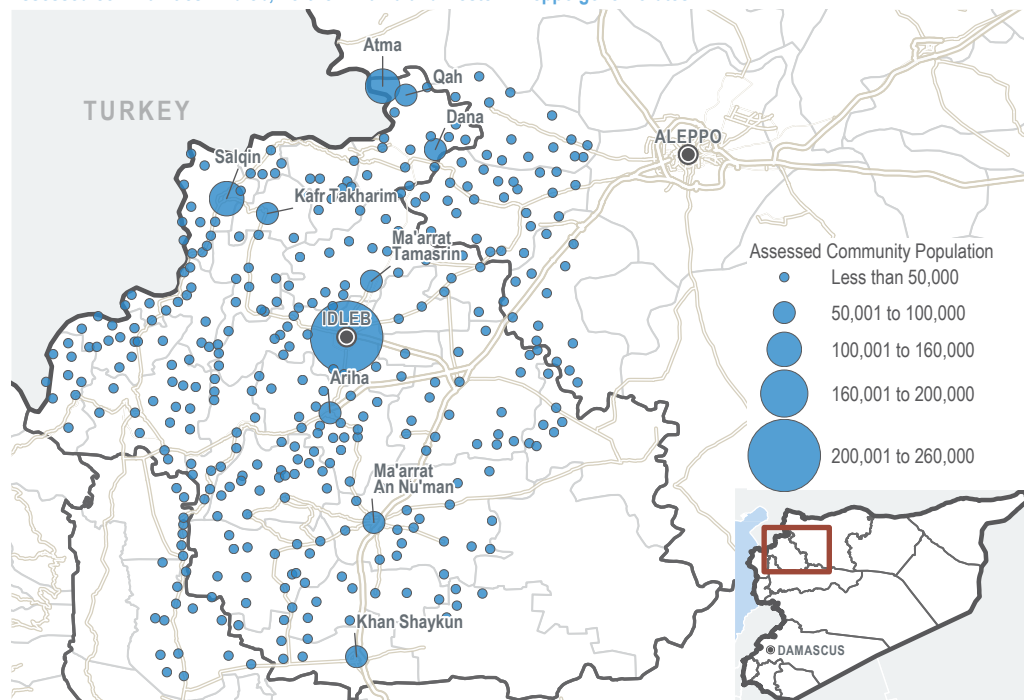 Atma
Qah
TURKEY
Dana
ALEPPO
Salqin
Kafr Takharim
Ma'arrat
Tamasrin
Assessed Community Population
Less than 50,000
50,001 to 100,000
IDLEB
100,001 to 160,000
Ariha
160,001 to 200,000
200,001 to 260,000
Ma'arrat
An Nu'man
Khan Shaykun
DAMASCUS